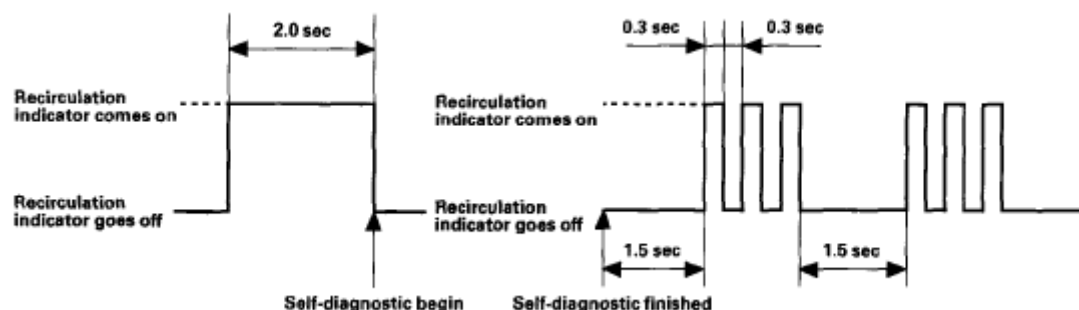 2.0 sec
0.3 sec
0.3 sec
Recirculation
indicator comes on
Recirculation
indicator comes on
Recirculation
indicator goes off
Recirculation
indicator goes off
1.5 sec
1.5 sec
Self-diagnostic begin
Self-diagnostic finished